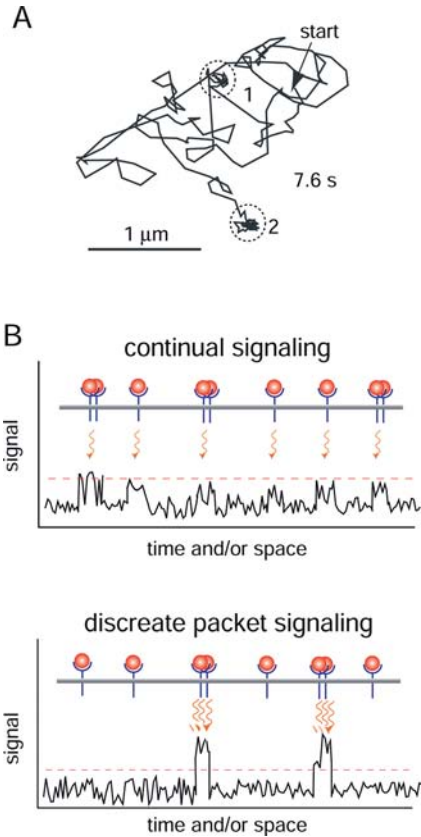 A
start
1
7.6 s
1 μm
2
B
continual signaling
signal
time and/or space
discreate packet signaling
signal
time and/or space